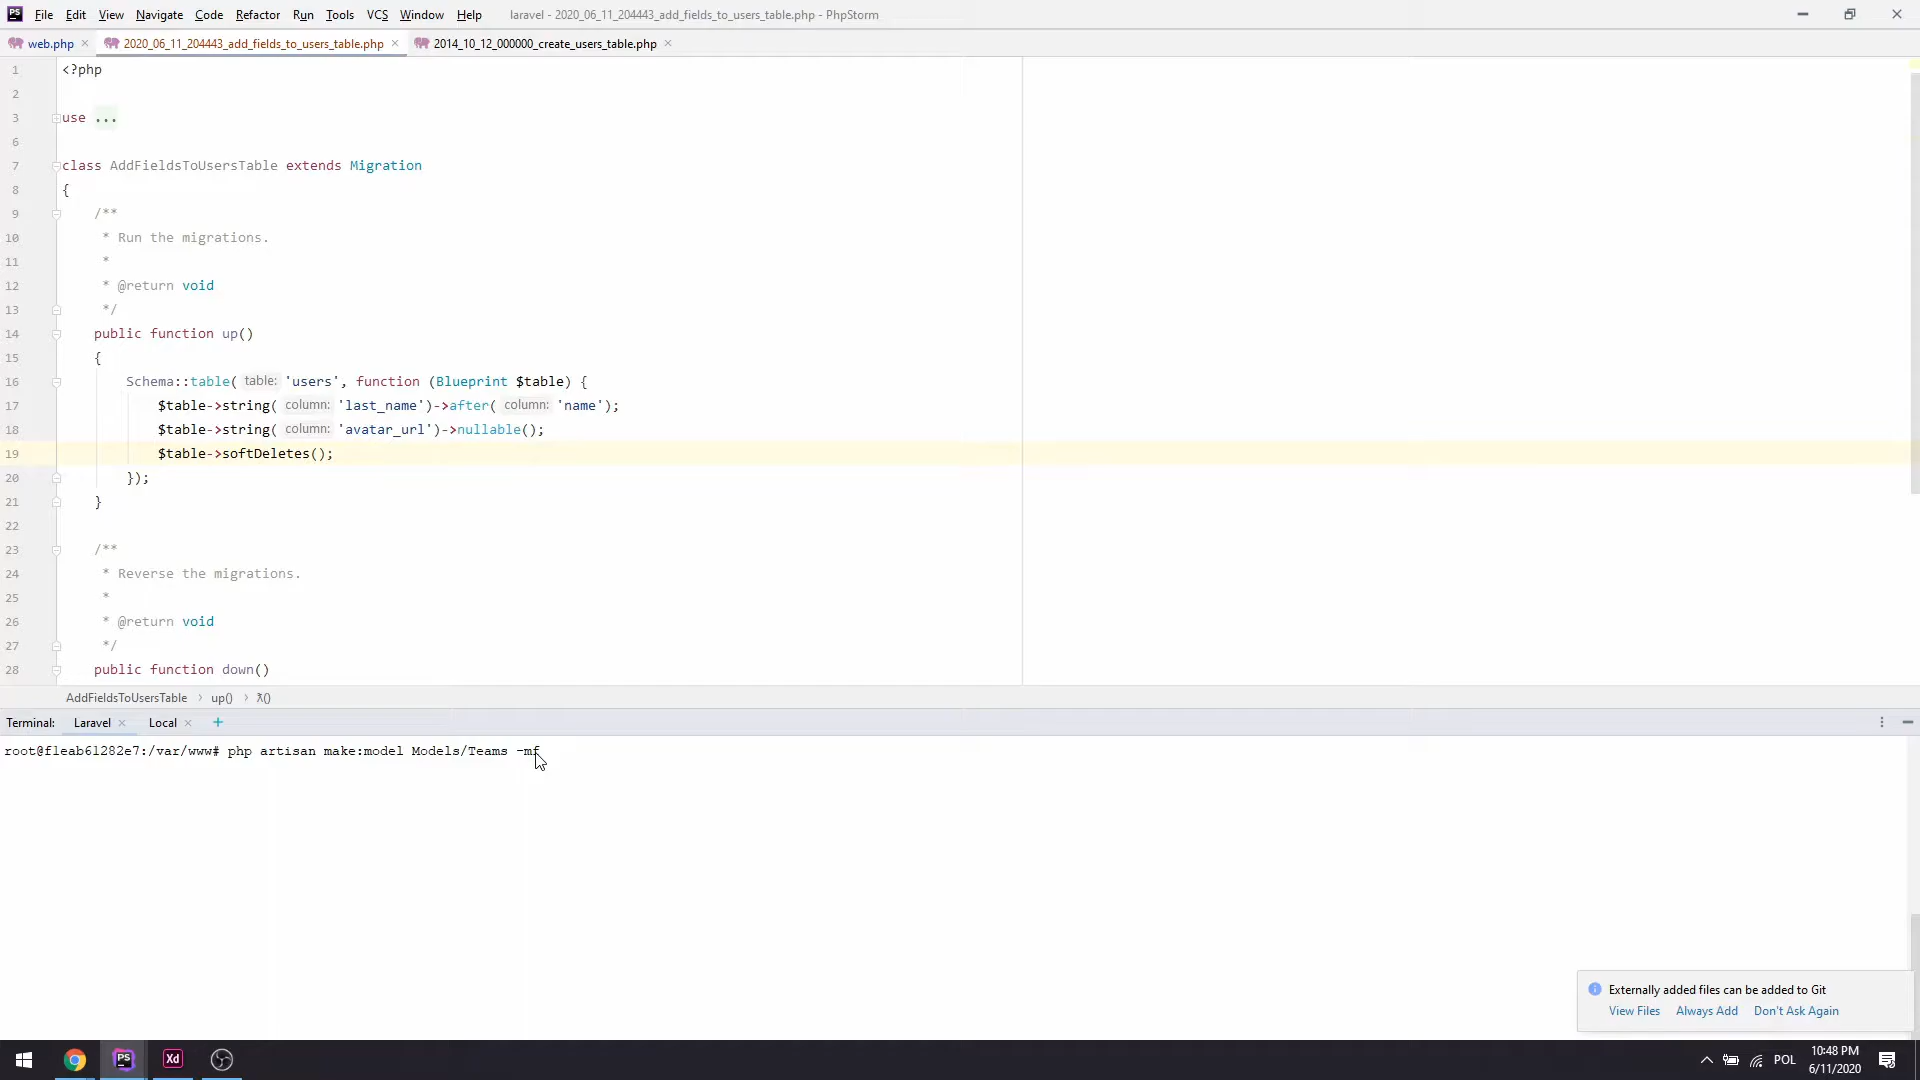 PS File Edit View Navigate Code Refactor Run Tools VCS Window Help laravel - 2020_06_11_204443_add_fields_to_users_table.php - PhpStorm
web.php 2020_06_11_204443_add_fields_to_users_table.php 2014_10_12_000000_create_users_table.php
1 <?php
2
3 use ...
6
7 class AddFieldsToUsersTable extends Migration
8 {
9 /**
10 * Run the migrations.
11 *
12 * @return void
13 */
14 public function up()
15 {
16 Schema::table( table: 'users', function (Blueprint $table) {
17 $table->string( column: 'last_name')->after( column: 'name');
18 $table->string( column: 'avatar_url')->nullable();
19 $table->softDeletes();
20 });
21 }
22
23 /**
24 * Reverse the migrations.
25 *
26 * @return void
27 */
28 public function down()
AddFieldsToUsersTable › up() › λ()
Terminal: Laravel Local +
root@f1eab61282e7:/var/www# php artisan make:model Models/Teams -mf
Externally added files can be added to Git
View Files Always Add Don't Ask Again
PS Xd POL 10:48 PM
6/11/2020